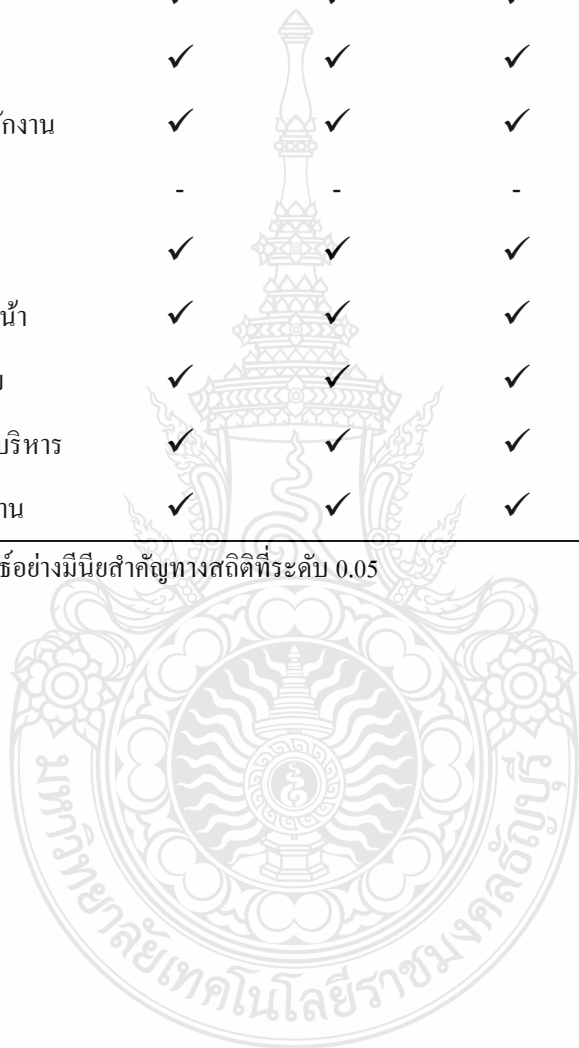 ✓ ✓ ✓
✓ ✓ ✓
ักงาน ✓ ✓ ✓
- - -
✓ ✓ ✓
น้า ✓ ✓ ✓
✓ ✓ ✓
บริหาร ✓ ✓ ✓
าน ✓ ✓ ✓
ธ์อย่างมีนียสำคัญทางสถิติที่ระดับ 0.05
มหาวิทยาลัยเทคโนโลยีราชมงคลธัญบุรี